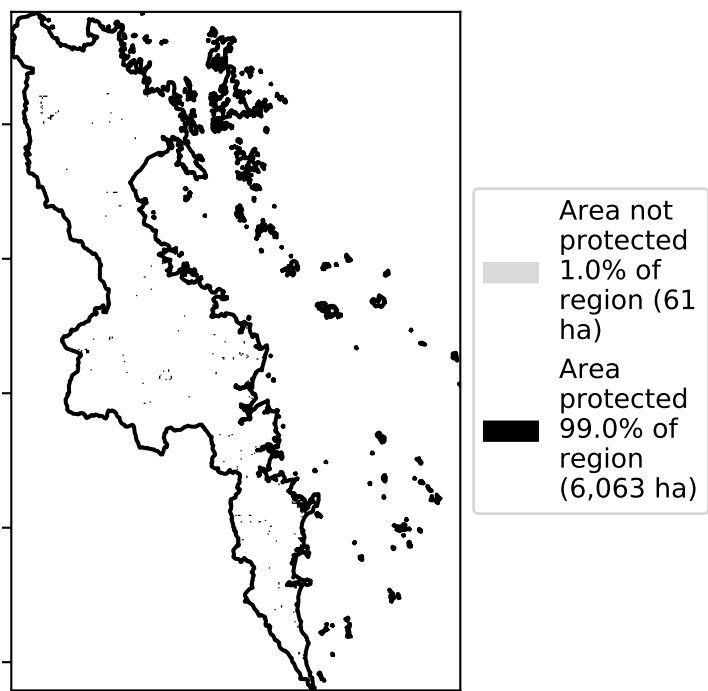 Area not
protected
1.0% of
region (61
ha)
Area
protected
99.0% of
region
(6,063 ha)